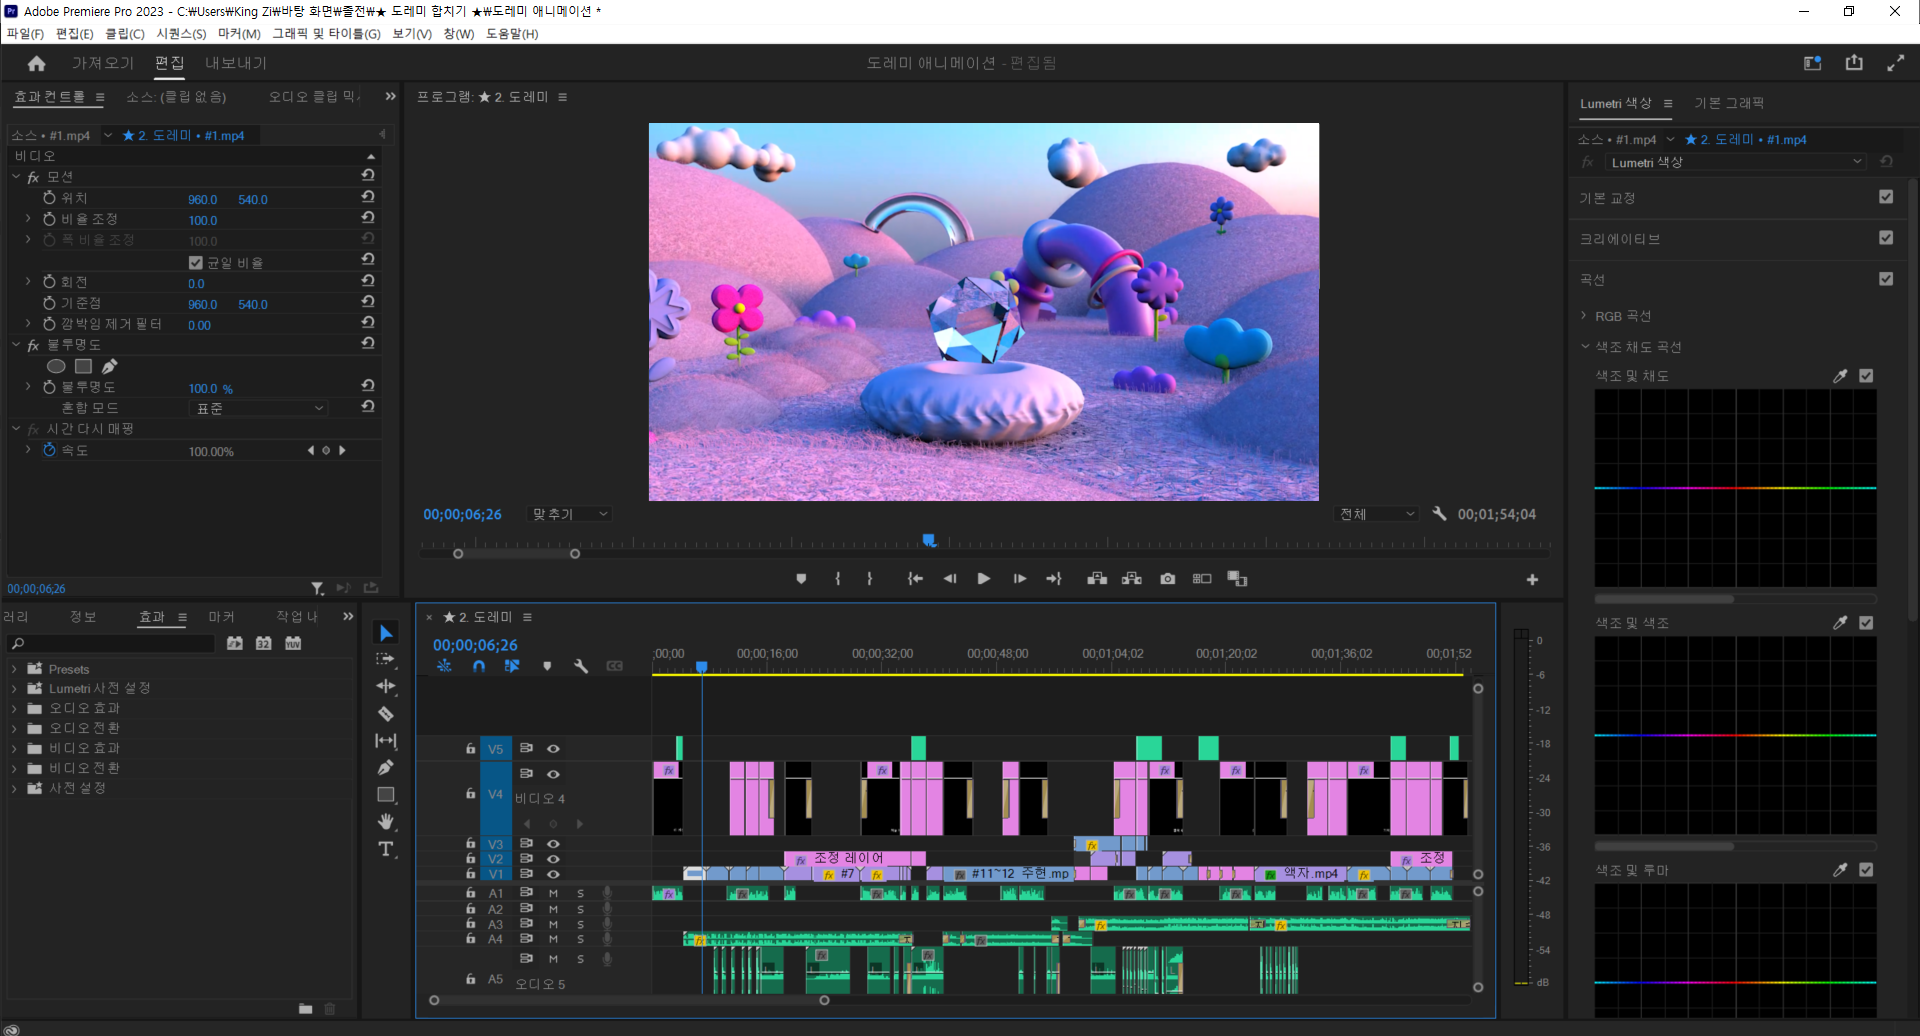 Adobe Premiere Pro 2023 - C:₩Users₩King Zi₩바탕 화면₩졸전₩★ 도레미 합치기 ★₩도레미 애니메이션 *
파일(F) 편집(E) 클립(C) 시퀀스(S) 마커(M) 그래픽 및 타이틀(G) 보기(V) 창(W) 도움말(H)
가져오기 편집 내보내기 도레미 애니메이션 - 편집됨
효과 컨트롤 소스: (클립 없음) 오디오 클립 믹
프로그램: ★ 2. 도레미
Lumetri 색상 기본 그래픽
소스 • #1.mp4 ★ 2. 도레미 • #1.mp4
비디오
fx 모션
위치 960.0 540.0
비율 조정 100.0
폭 비율 조정 100.0
균일 비율
회전 0.0
기준점 960.0 540.0
깜박임 제거 필터 0.00
fx 불투명도
불투명도 100.0 %
혼합 모드 표준
fx 시간 다시 매핑
속도 100.00%
00;00;06;26
00;00;06;26 맞추기 전체 00;01;54;04
소스 • #1.mp4 ★ 2. 도레미 • #1.mp4
fx Lumetri 색상
기본 교정
크리에이티브
곡선
RGB 곡선
색조 채도 곡선
색조 및 채도
색조 및 색조
색조 및 루마
러리 정보 효과 마커 작업 내
32 YUV
Presets
Lumetri 사전 설정
오디오 효과
오디오 전환
비디오 효과
비디오 전환
사전 설정
× ★ 2. 도레미
00;00;06;26
CC
;00;00 00;00;16;00 00;00;32;00 00;00;48;00 00;01;04;02 00;01;20;02 00;01;36;02 00;01;52
V5
V4 비디오 4
fx fx fx fx fx
V3 fx
V2 fx 조정 레이어 fx 조정
V1 fx #7 fx fx #11~12 주현.mp fx 액자.mp4 fx
A1 M S
A2 M S
A3 M S
A4 M S
M S
A5 오디오 5
0
-6
-12
-18
-24
-30
-36
-42
-48
-54
dB